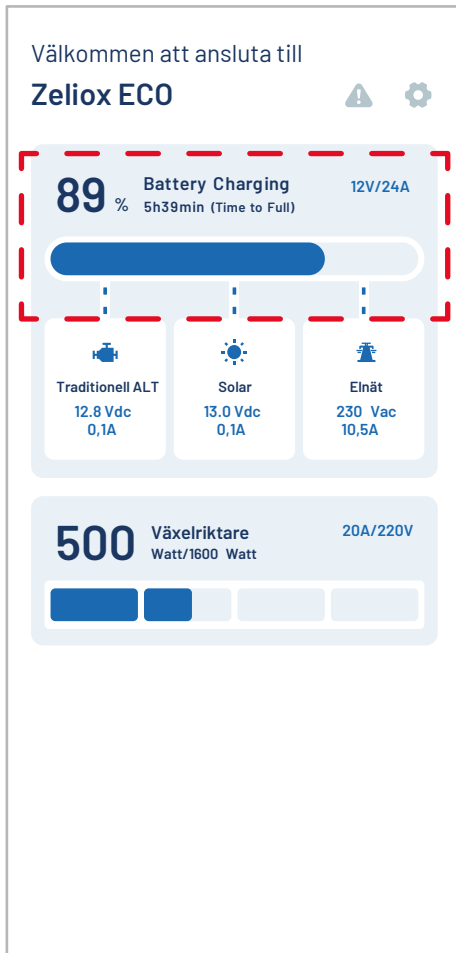 Välkommen att ansluta till
Zeliox ECO
89 % Battery Charging 12V/24A
5h39min (Time to Full)
Traditionell ALT
12.8 Vdc
0,1A
Solar
13.0 Vdc
0,1A
Elnät
230 Vac
10,5A
500 Växelriktare 20A/220V
Watt/1600 Watt